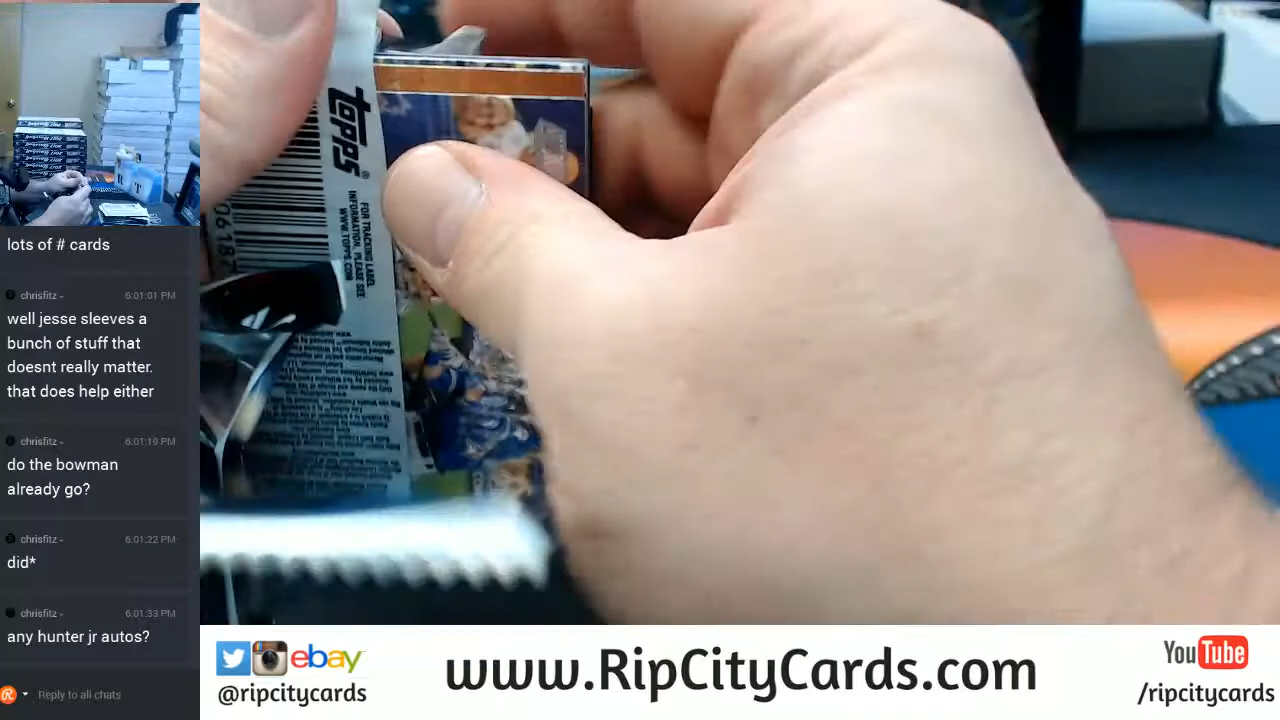 lots of # cards
chrisfitz - 6:01:01 PM
well jesse sleeves a
bunch of stuff that
doesnt really matter.
that does help either
chrisfitz - 6:01:19 PM
do the bowman
already go?
chrisfitz - 6:01:22 PM
did*
chrisfitz - 6:01:33 PM
any hunter jr autos?
Reply to all chats
topps®
FOR TRACKING LABEL
INFORMATION, PLEASE SEE
WWW.TOPPS.COM
ebay
@ripcitycards
www.RipCityCards.com
YouTube
/ripcitycards